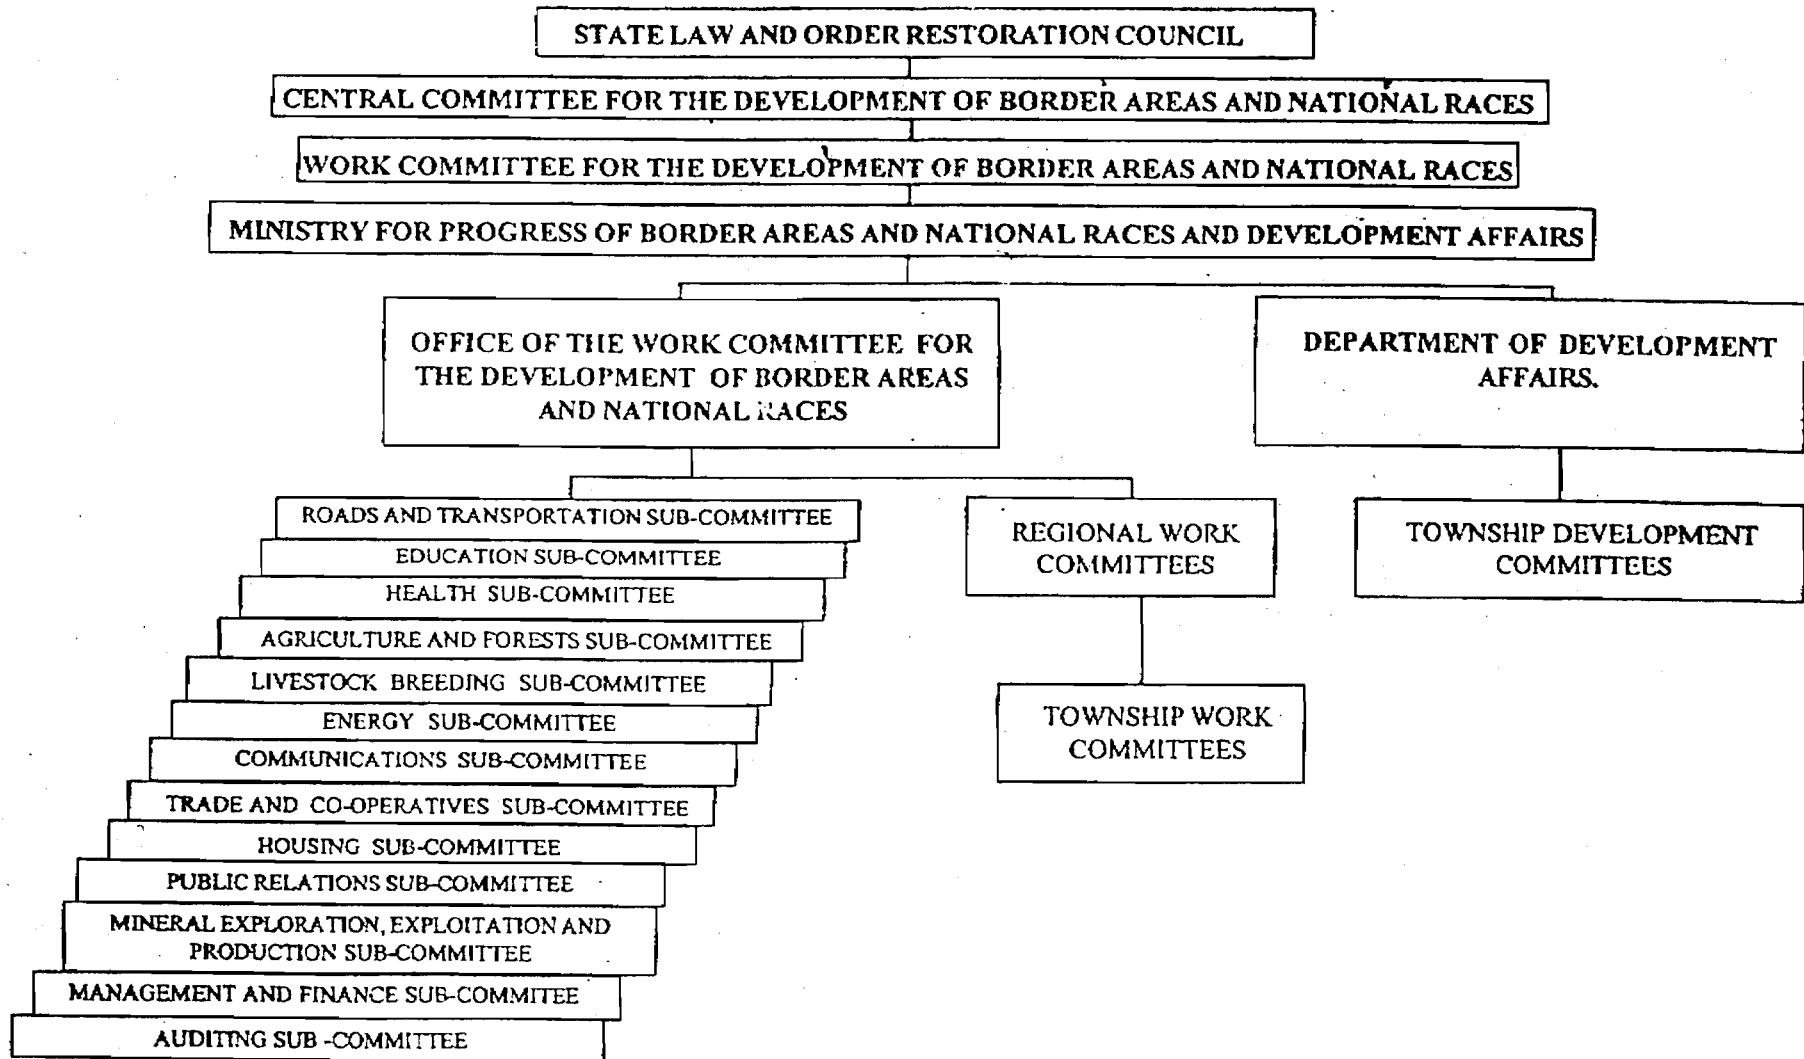 STATE LAW AND ORDER RESTORATION COUNCIL
CENTRAL COMMITTEE FOR THE DEVELOPMENT OF BORDER AREAS AND NATIONAL RACES
WORK COMMITTEE FOR THE DEVELOPMENT OF BORDER AREAS AND NATIONAL RACES
MINISTRY FOR PROGRESS OF BORDER AREAS AND NATIONAL RACES AND DEVELOPMENT AFFAIRS
OFFICE OF THE WORK COMMITTEE FOR
THE DEVELOPMENT OF BORDER AREAS
AND NATIONAL RACES
DEPARTMENT OF DEVELOPMENT
AFFAIRS.
ROADS AND TRANSPORTATION SUB-COMMITTEE
EDUCATION SUB-COMMITTEE
HEALTH SUB-COMMITTEE
AGRICULTURE AND FORESTS SUB-COMMITTEE
LIVESTOCK BREEDING SUB-COMMITTEE
ENERGY SUB-COMMITTEE
COMMUNICATIONS SUB-COMMITTEE
TRADE AND CO-OPERATIVES SUB-COMMITTEE
HOUSING SUB-COMMITTEE
PUBLIC RELATIONS SUB-COMMITTEE
MINERAL EXPLORATION, EXPLOITATION AND
PRODUCTION SUB-COMMITTEE
MANAGEMENT AND FINANCE SUB-COMMITEE
AUDITING SUB -COMMITTEE
REGIONAL WORK
COMMITTEES
TOWNSHIP WORK
COMMITTEES
TOWNSHIP DEVELOPMENT
COMMITTEES